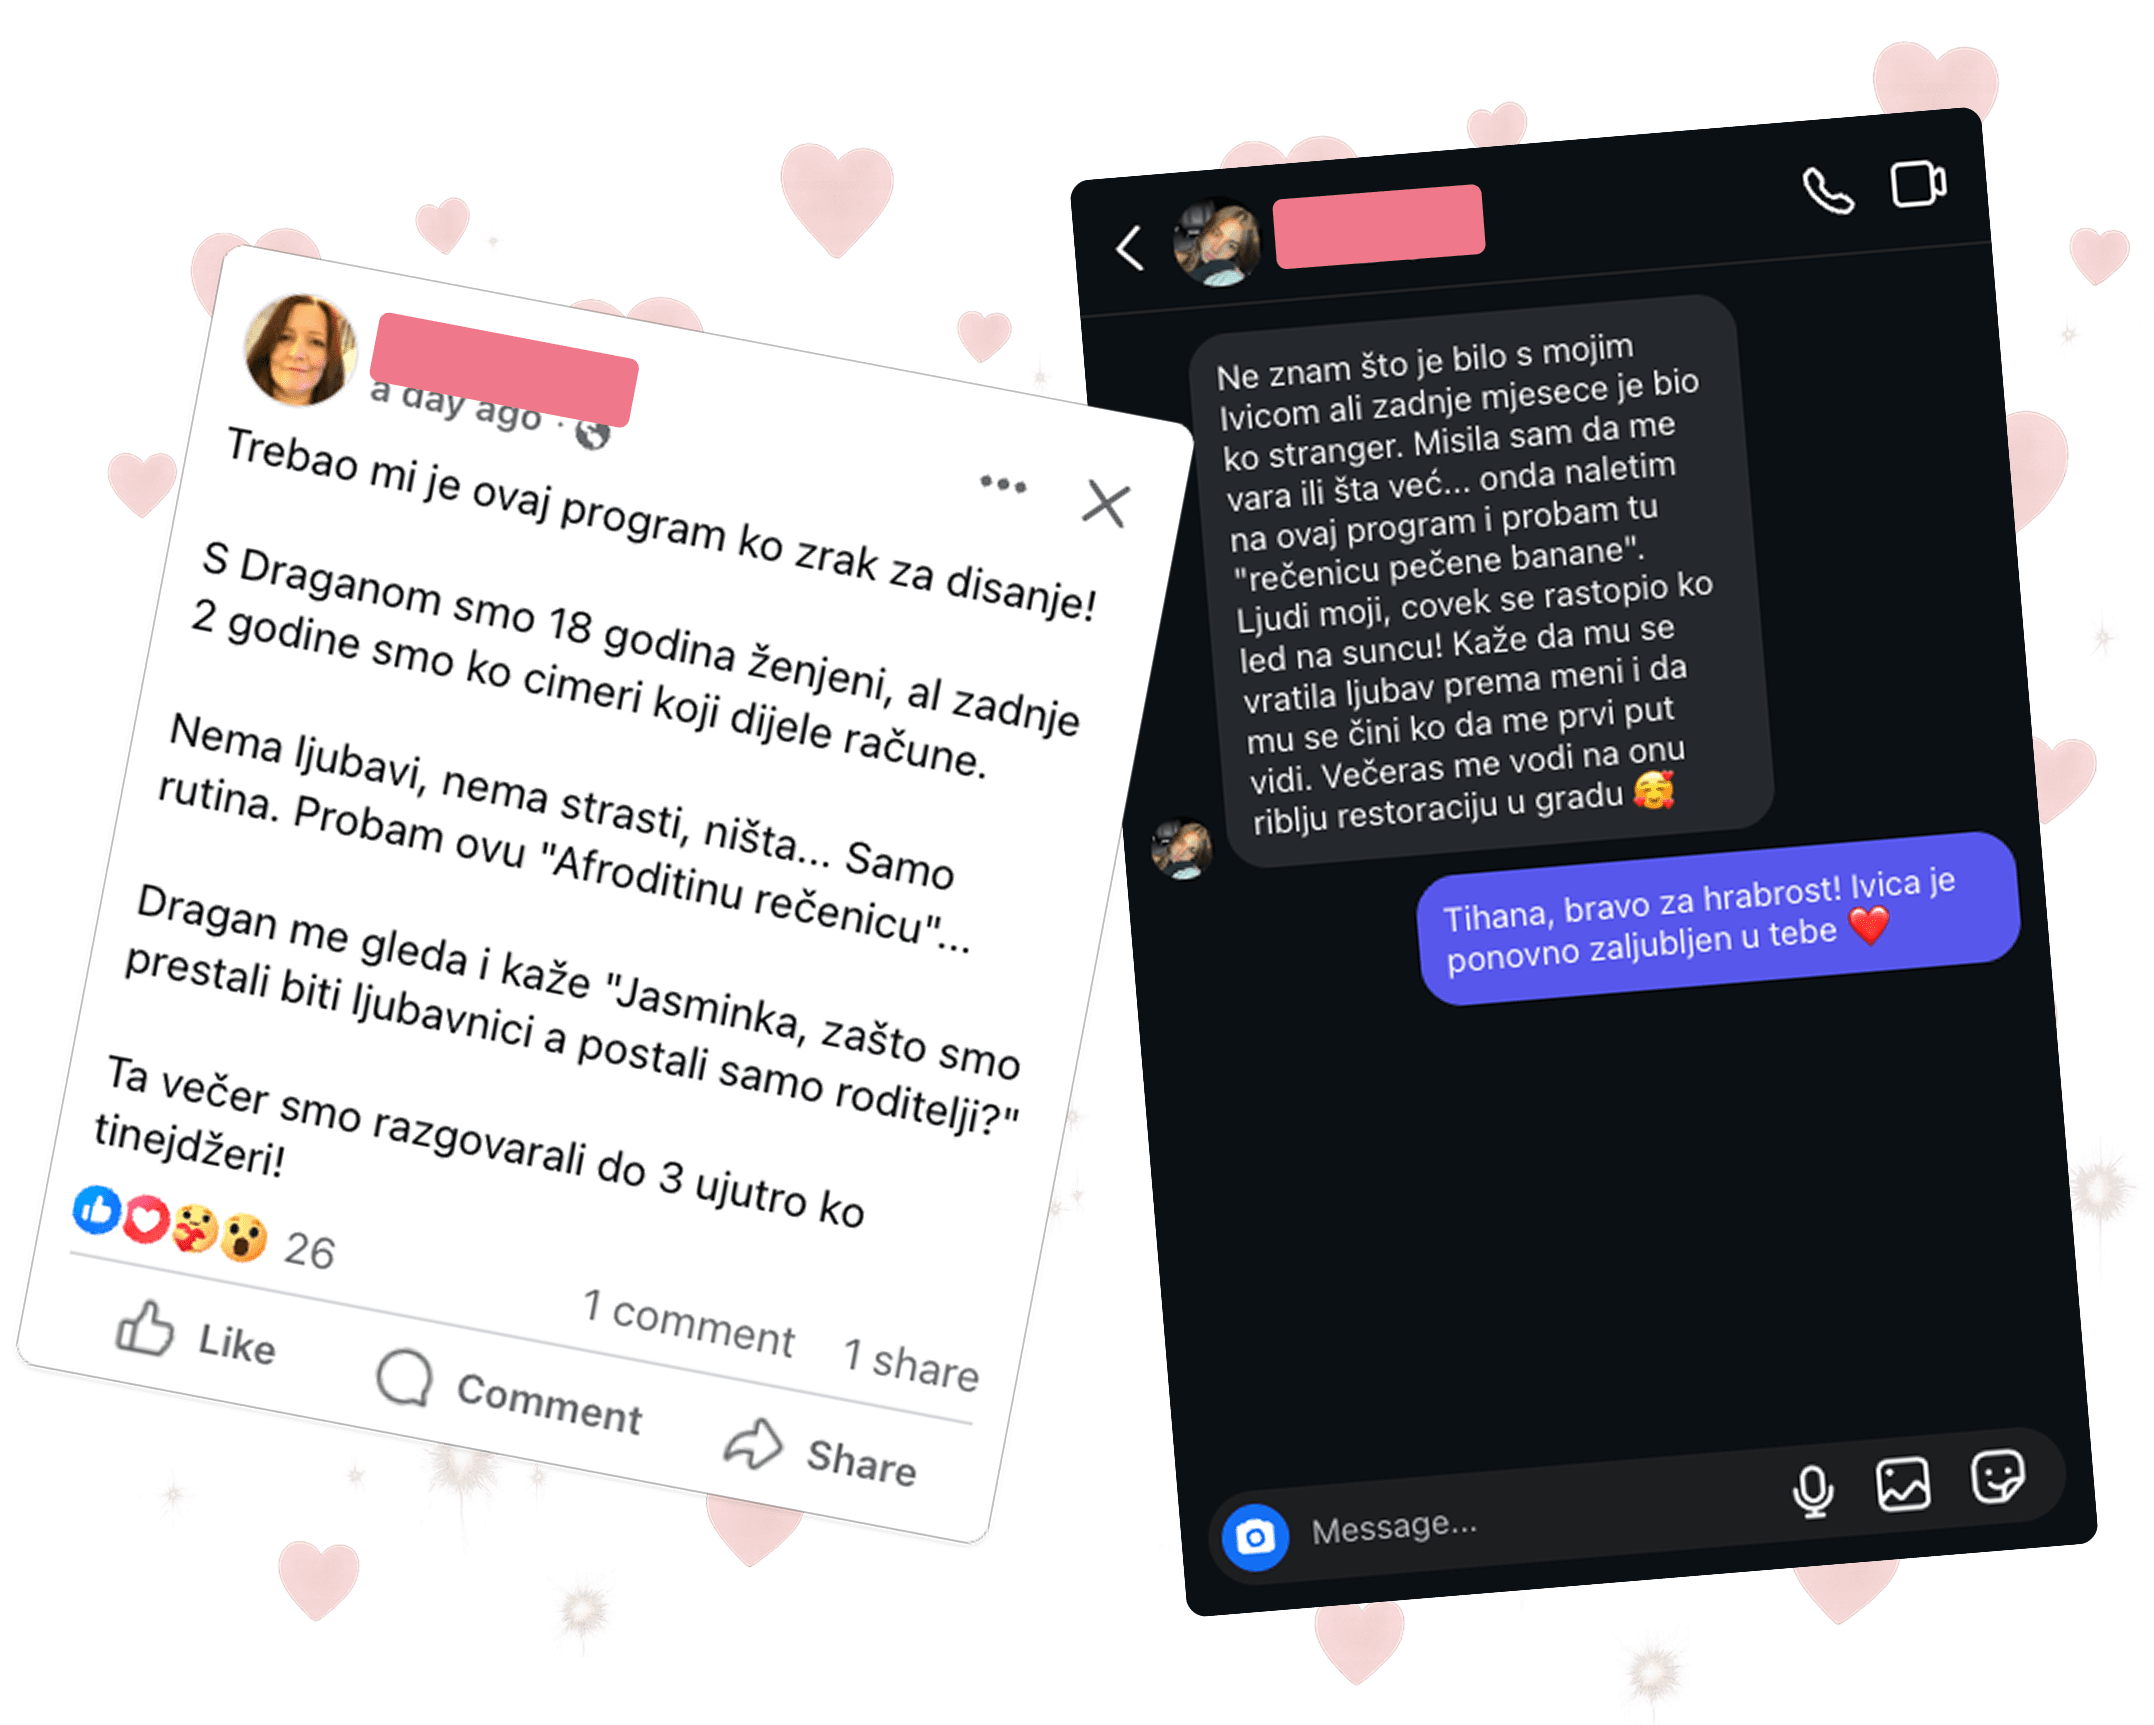 a day ago ·
Trebao mi je ovaj program ko zrak za disanje!
S Draganom smo 18 godina ženjeni, al zadnje
2 godine smo ko cimeri koji dijele račune.
Nema ljubavi, nema strasti, ništa... Samo
rutina. Probam ovu "Afroditinu rečenicu"...
Dragan me gleda i kaže "Jasminka, zašto smo
prestali biti ljubavnici a postali samo roditelji?"
Ta večer smo razgovarali do 3 ujutro ko
tinejdžeri!
26
1 comment 1 share
Like Comment Share
Ne znam što je bilo s mojim
Ivicom ali zadnje mjesece je bio
ko stranger. Misila sam da me
vara ili šta već... onda naletim
na ovaj program i probam tu
"rečenicu pečene banane".
Ljudi moji, covek se rastopio ko
led na suncu! Kaže da mu se
vratila ljubav prema meni i da
mu se čini ko da me prvi put
vidi. Večeras me vodi na onu
riblju restoraciju u gradu 🥰
Tihana, bravo za hrabrost! Ivica je
ponovno zaljubljen u tebe ❤️
Message...